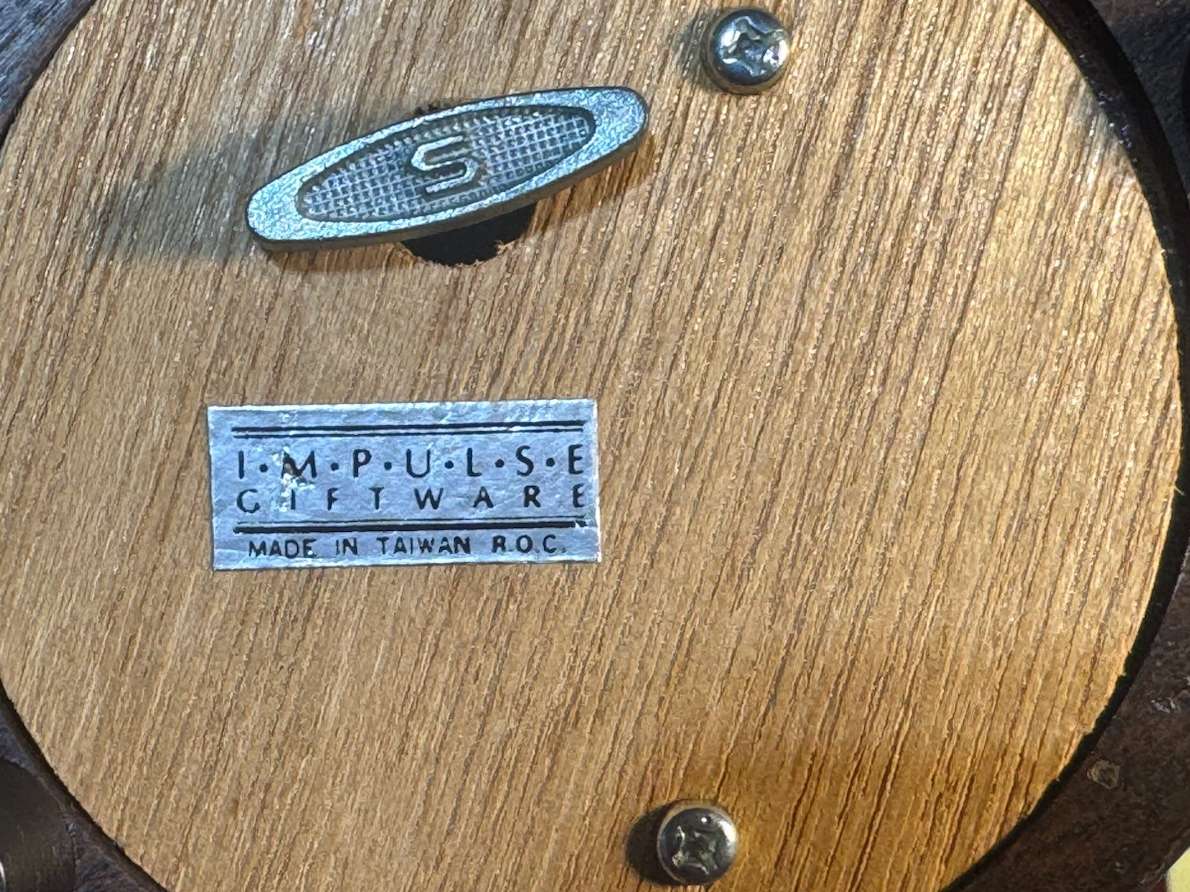 S
I·M·P·U·L·S·E
GIFTWARE
MADE IN TAIWAN R.O.C.